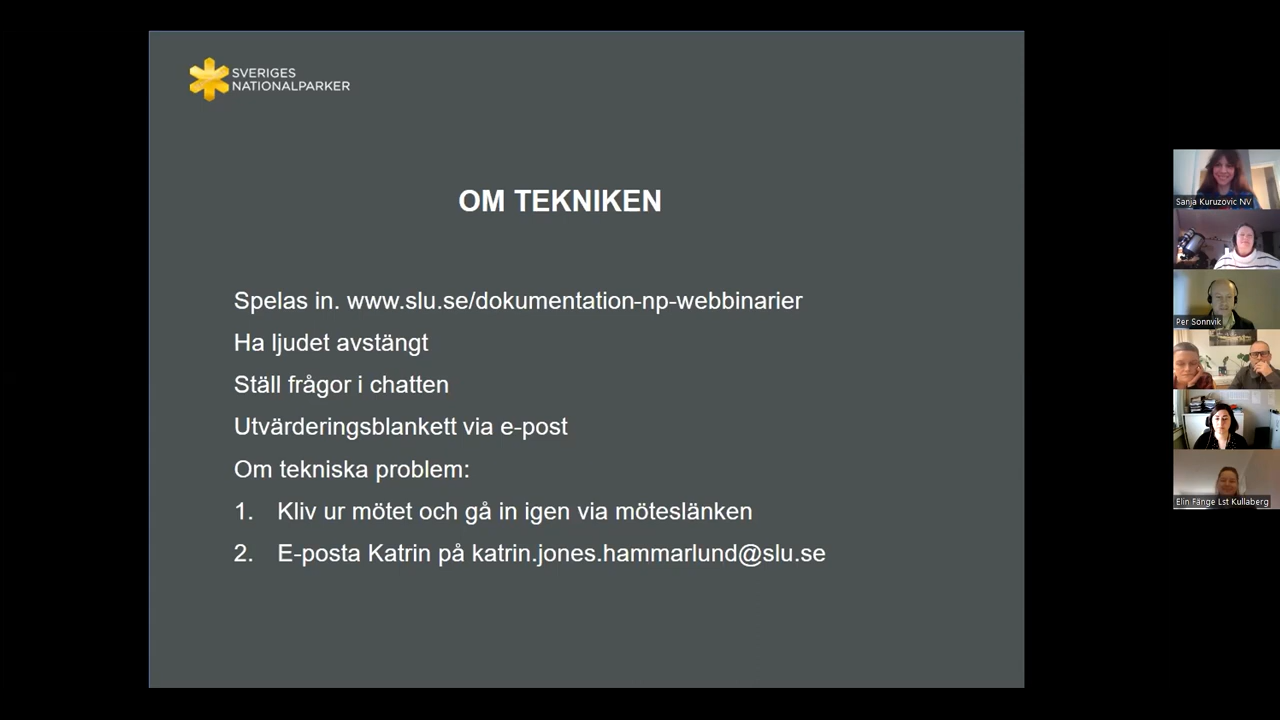 SVERIGES
NATIONALPARKER
OM TEKNIKEN
Spelas in. www.slu.se/dokumentation-np-webbinarier
Ha ljudet avstängt
Ställ frågor i chatten
Utvärderingsblankett via e-post
Om tekniska problem:
1. Kliv ur mötet och gå in igen via möteslänken
2. E-posta Katrin på katrin.jones.hammarlund@slu.se
Sanja Kuruzovic NV
Per Sonnvik
Elin Fänge Lst Kullaberg